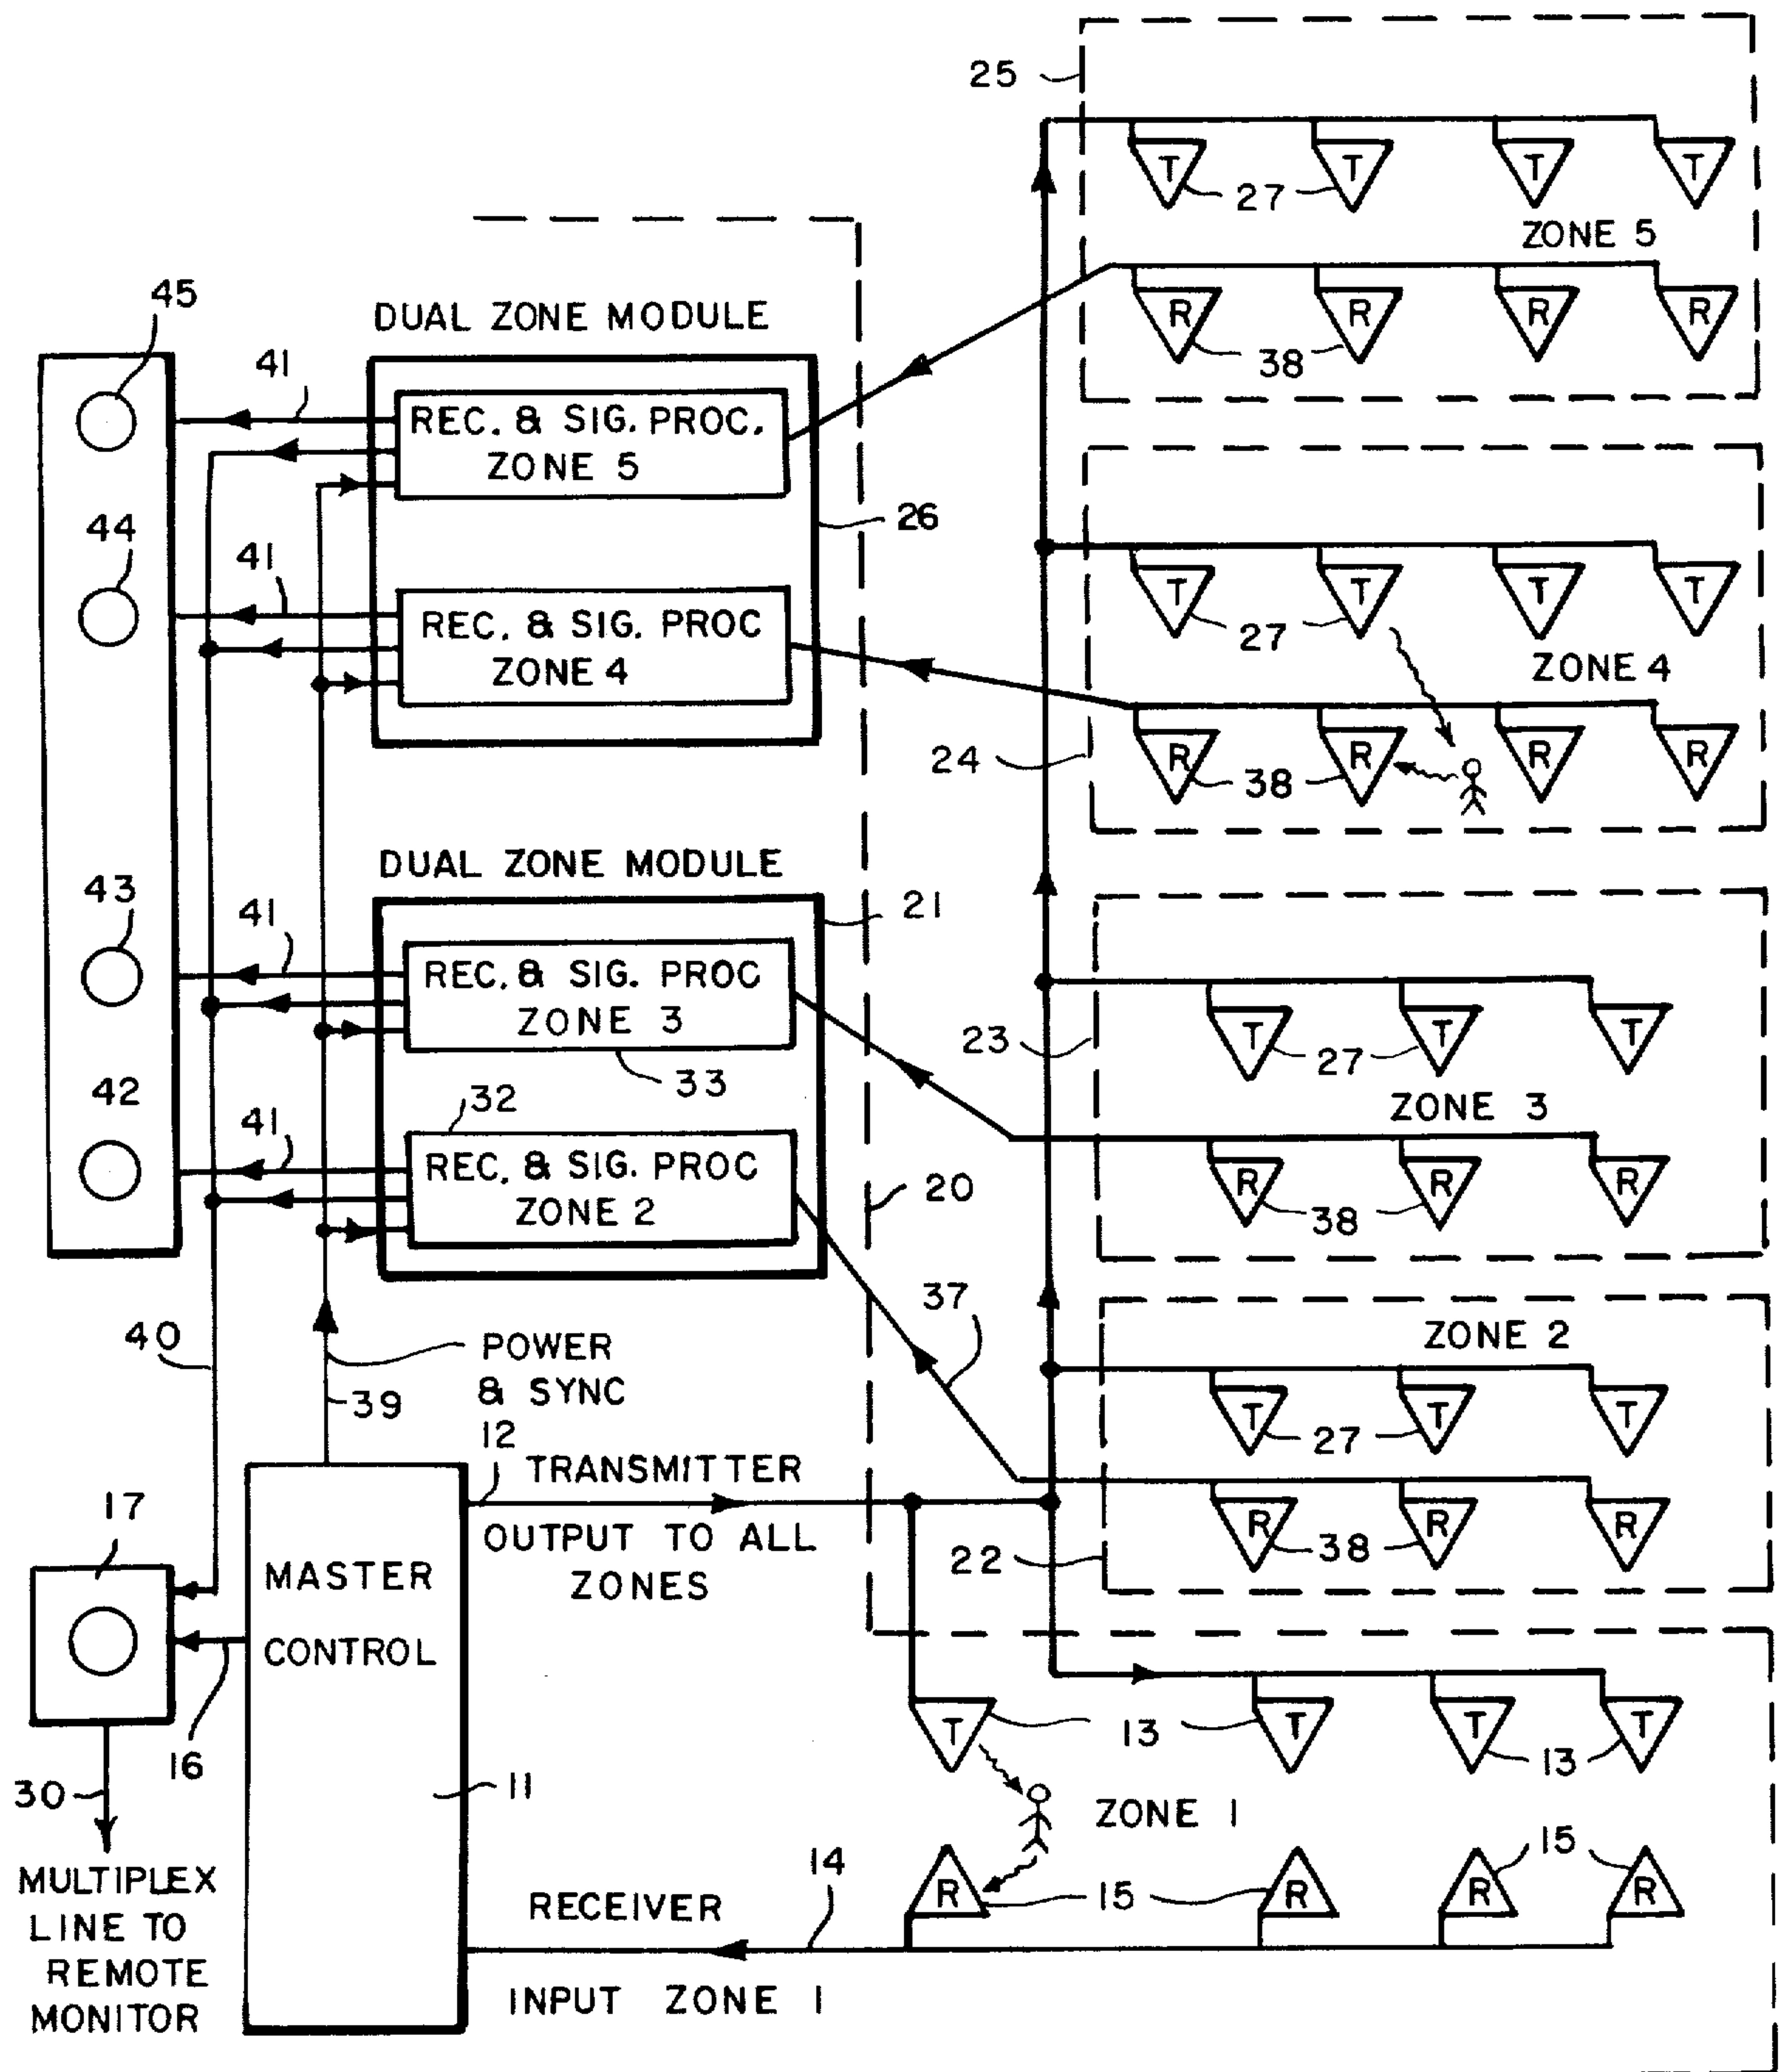 25
T T T T
27
ZONE 5
R R R R
38
45
DUAL ZONE MODULE
41
REC. & SIG. PROC.
ZONE 5
26
44
41
REC. & SIG. PROC
ZONE 4
T T T T
27
ZONE 4
24
R R R R
38
DUAL ZONE MODULE
43
41
21
REC. & SIG. PROC
ZONE 3
33
23
T T T
27
ZONE 3
42
32
41
REC. & SIG. PROC
ZONE 2
20
R R R
38
37
ZONE 2
40
POWER
& SYNC
39
T T T
27
12
TRANSMITTER
OUTPUT TO ALL
ZONES
R R R
38
22
17
MASTER
CONTROL
16
11
30
T T T T
13 13
ZONE 1
MULTIPLEX
LINE TO
REMOTE
MONITOR
RECEIVER
14
R R R R
15 15
INPUT ZONE 1